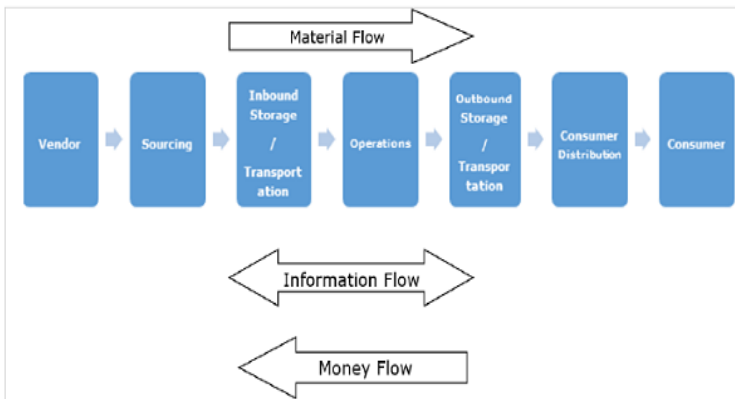 Material Flow
Vendor
Sourcing
Inbound
Storage
/
Transport
ation
Operations
Outbound
Storage
/
Transpor
tation
Consumer
Distribution
Consumer
Information Flow
Money Flow